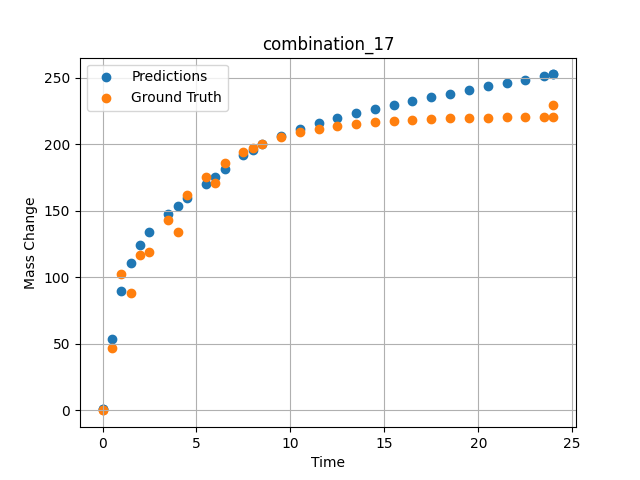 combination_17
Predictions
Ground Truth
250
200
150
100
50
0
Mass Change
0 5 10 15 20 25
Time